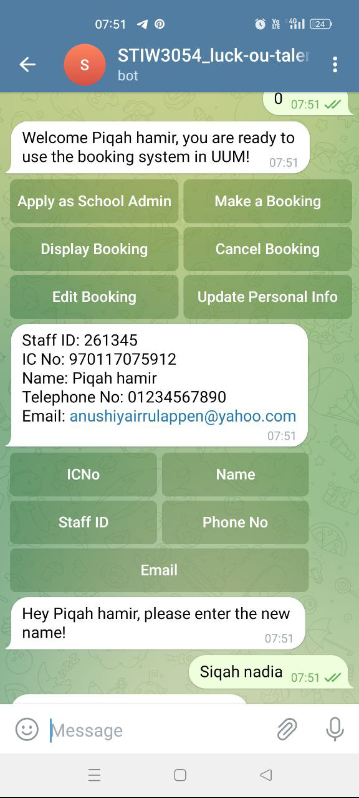 07:51
24
STIW3054_luck-ou-taler
bot
S
0 07:51
Welcome Piqah hamir, you are ready to
use the booking system in UUM! 07:51
Apply as School Admin
Make a Booking
Display Booking
Cancel Booking
Edit Booking
Update Personal Info
Staff ID: 261345
IC No: 970117075912
Name: Piqah hamir
Telephone No: 01234567890
Email: anushiyairrulappen@yahoo.com
07:51
ICNo
Name
Staff ID
Phone No
Email
Hey Piqah hamir, please enter the new
name! 07:51
Siqah nadia 07:51
Message